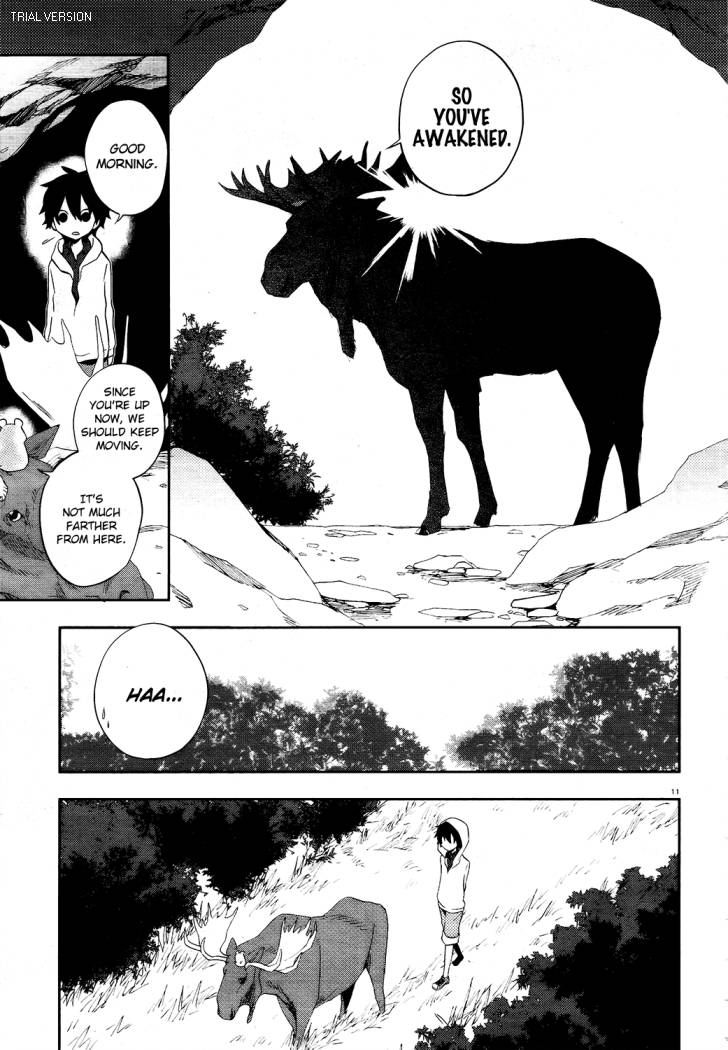 TRIAL VERSION
SO
YOU'VE
AWAKENED.
GOOD
MORNING.
SINCE
YOU'RE UP
NOW, WE
SHOULD KEEP
MOVING.
IT'S
NOT MUCH
FARTHER
FROM HERE.
HAA...
11